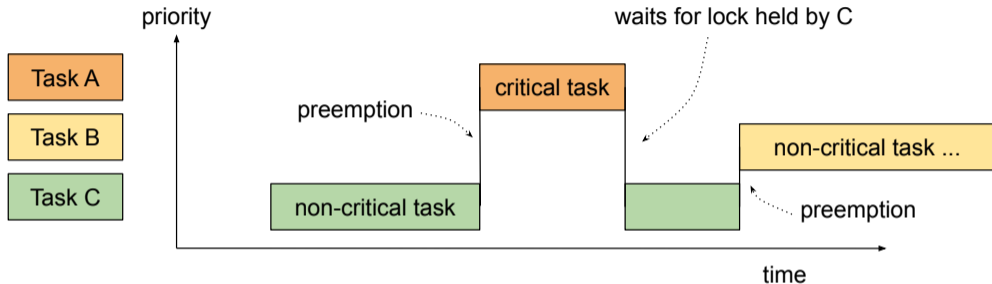 priority
waits for lock held by C
Task A
critical task
preemption
Task B
non-critical task ...
Task C
non-critical task
preemption
time